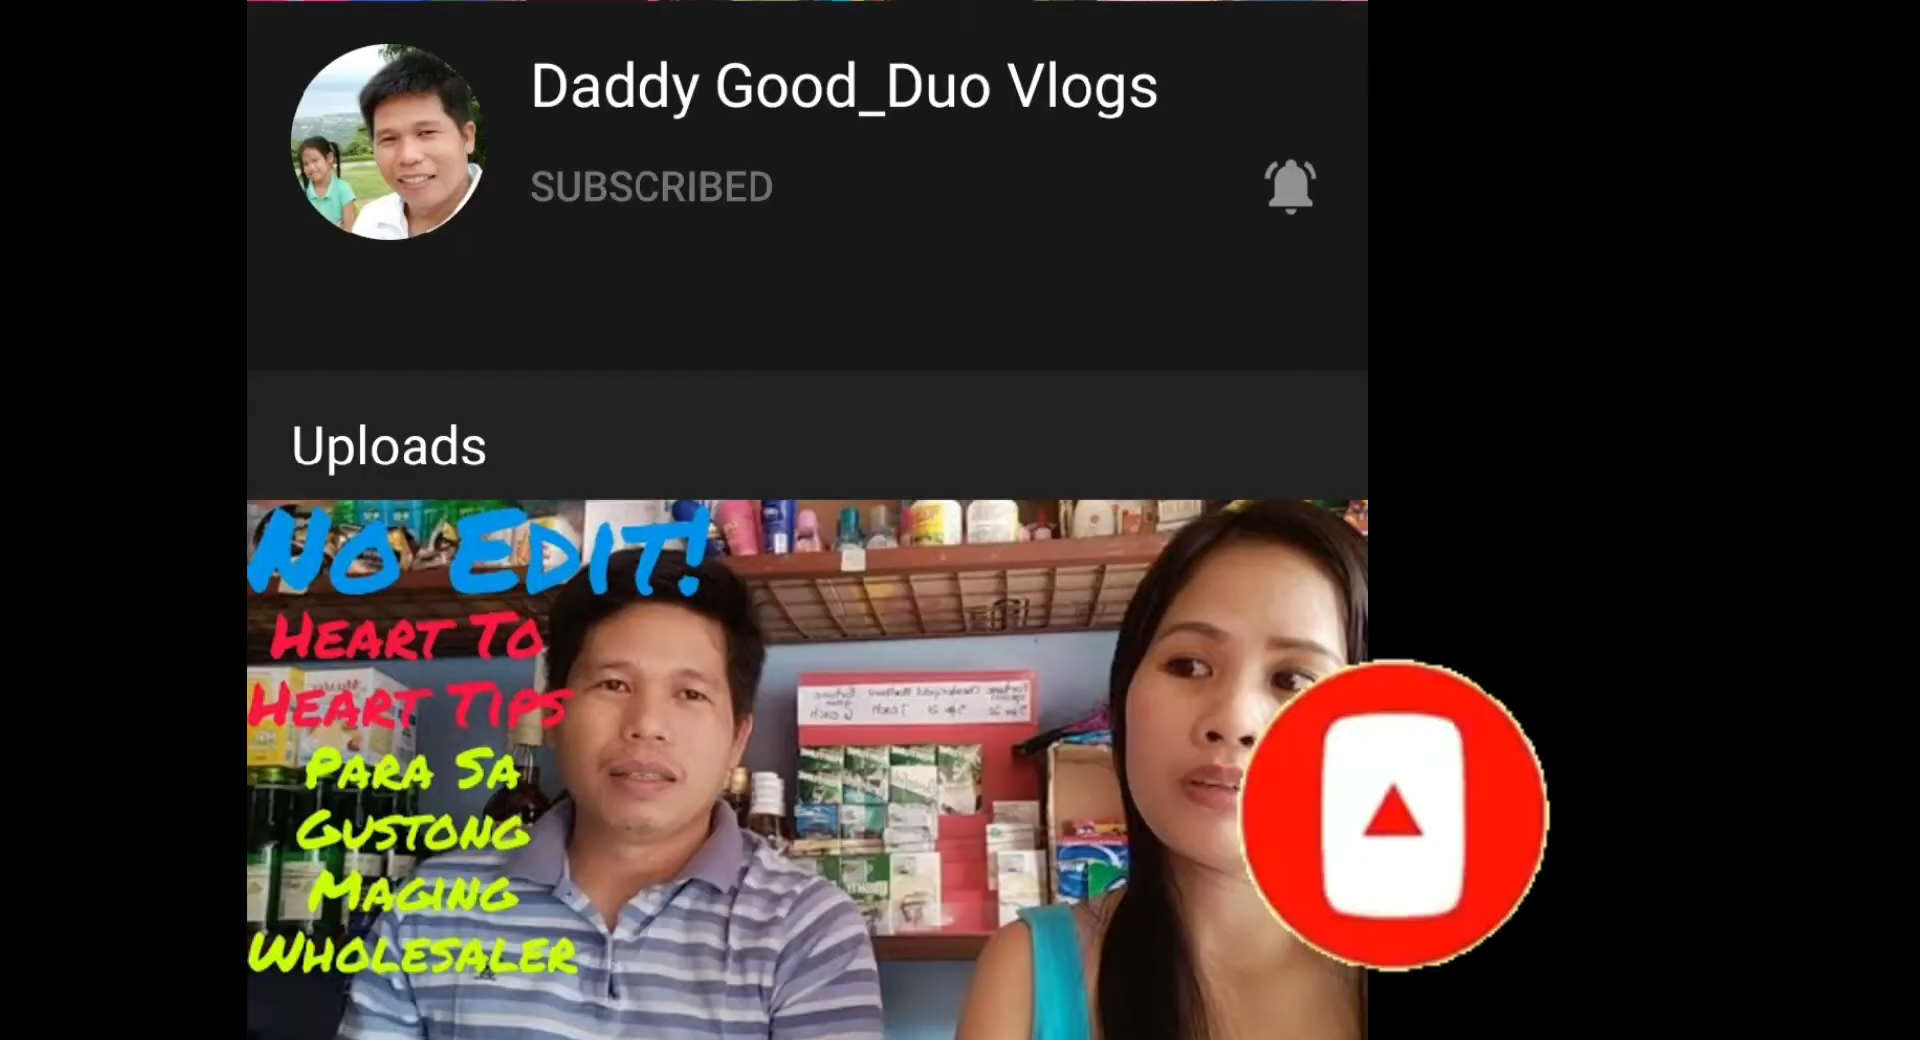 Daddy Good_Duo Vlogs
SUBSCRIBED
Uploads
No Edit!
Heart To
Heart Tips
Para Sa
Gustong
Maging
Wholesaler